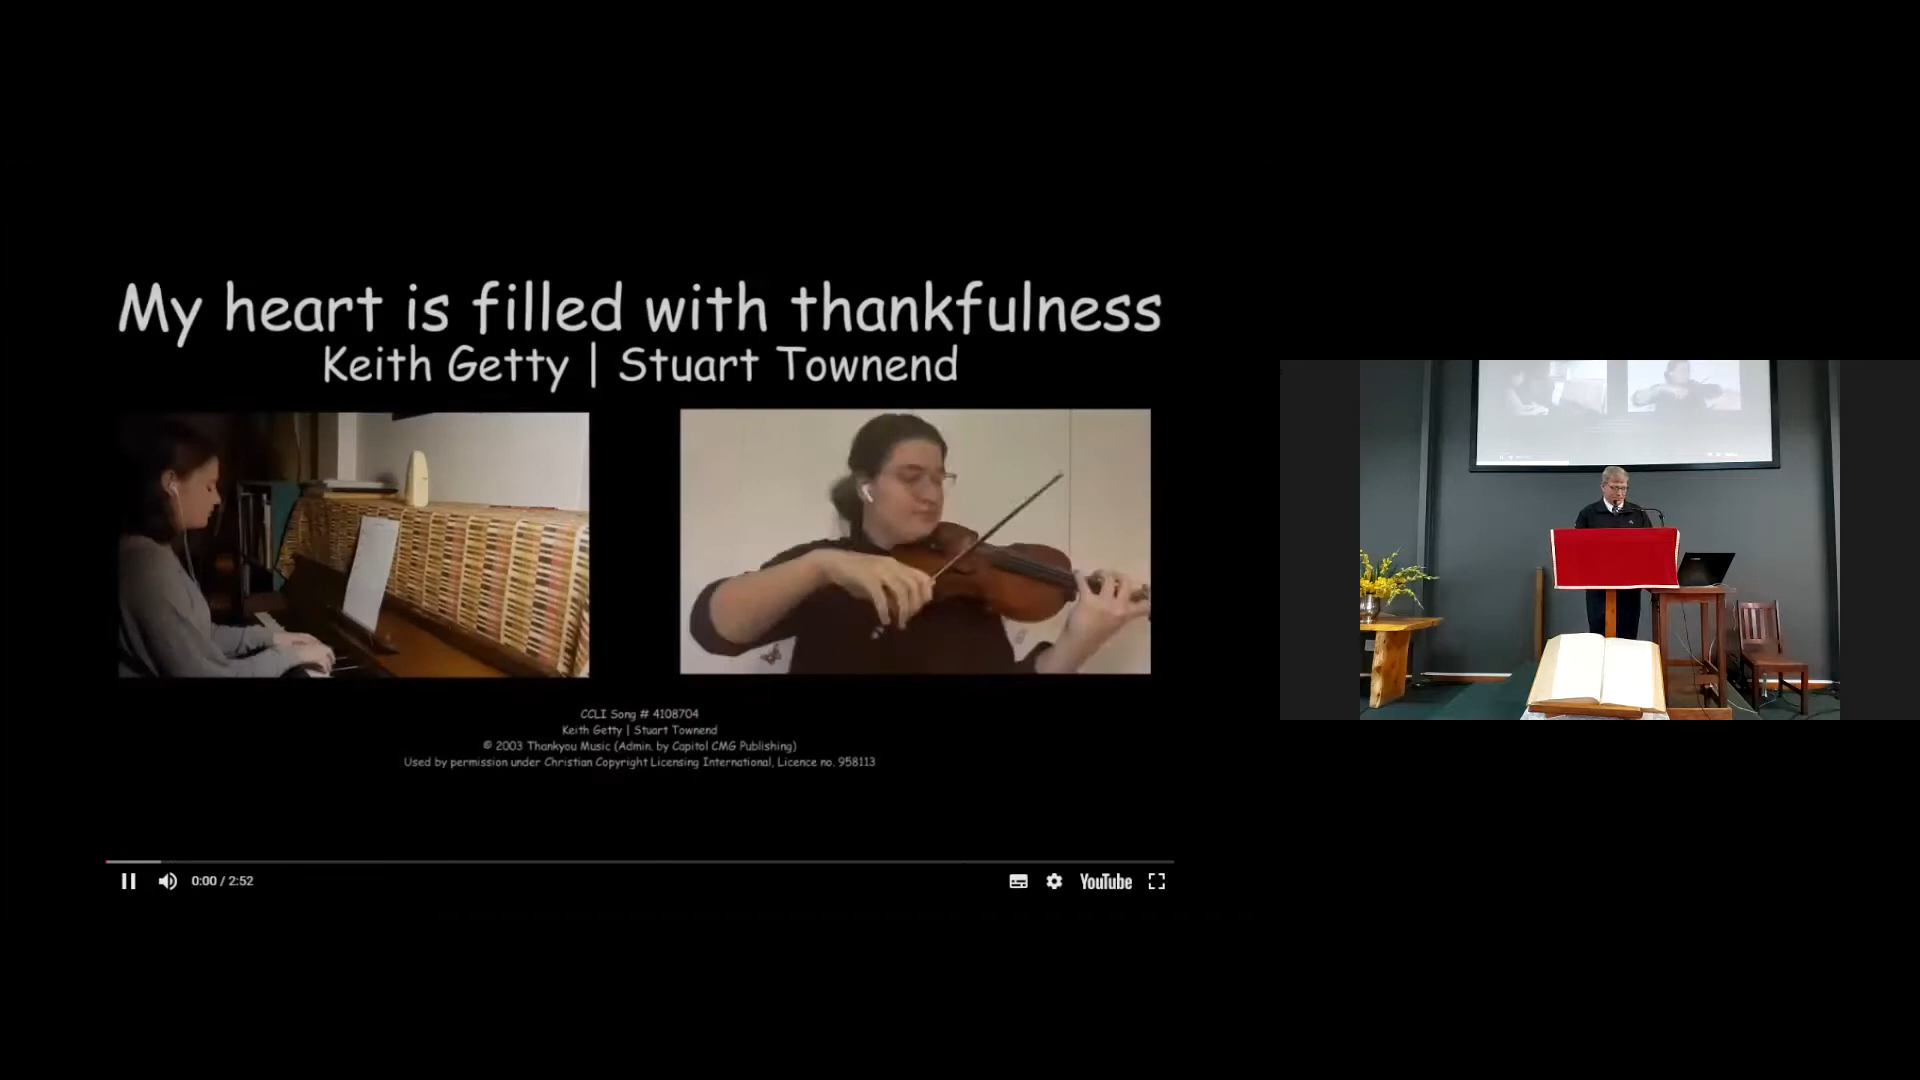 My heart is filled with thankfulness
Keith Getty | Stuart Townend
CCLI Song # 4108704
Keith Getty | Stuart Townend
© 2003 Thankyou Music (Admin. by Capitol CMG Publishing)
Used by permission under Christian Copyright Licensing International, Licence no. 958113
0:00 / 2:52
YouTube